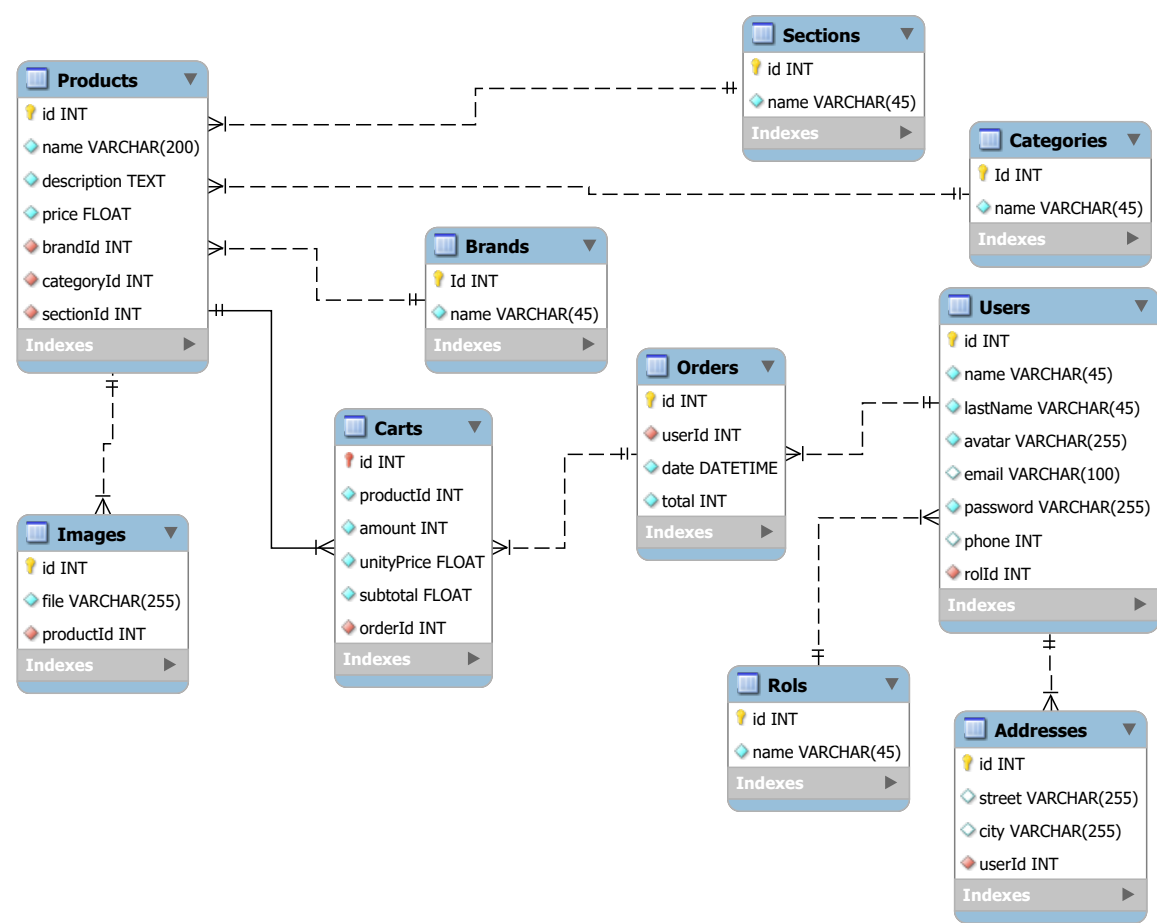 Sections
id INT
name VARCHAR(45)
Indexes
Products
id INT
name VARCHAR(200)
description TEXT
price FLOAT
brandId INT
categoryId INT
sectionId INT
Indexes
Categories
Id INT
name VARCHAR(45)
Indexes
Brands
Id INT
name VARCHAR(45)
Indexes
Users
id INT
name VARCHAR(45)
lastName VARCHAR(45)
avatar VARCHAR(255)
email VARCHAR(100)
password VARCHAR(255)
phone INT
rolId INT
Indexes
Orders
id INT
userId INT
date DATETIME
total INT
Indexes
Carts
id INT
productId INT
amount INT
unityPrice FLOAT
subtotal FLOAT
orderId INT
Indexes
Images
id INT
file VARCHAR(255)
productId INT
Indexes
Rols
id INT
name VARCHAR(45)
Indexes
Addresses
id INT
street VARCHAR(255)
city VARCHAR(255)
userId INT
Indexes